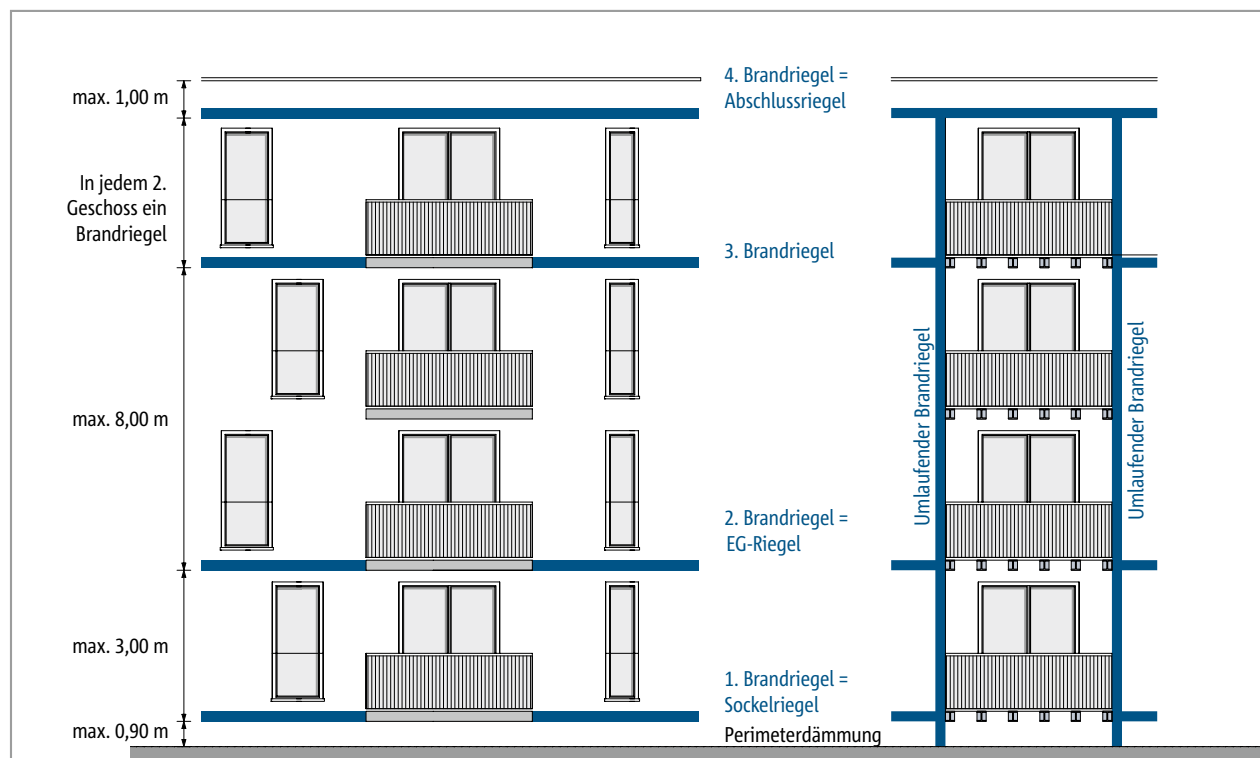 max. 1,00 m
In jedem 2.
Geschoss ein
Brandriegel
max. 8,00 m
max. 3,00 m
max. 0,90 m
4. Brandriegel =
Abschlussriegel
3. Brandriegel
2. Brandriegel =
EG-Riegel
1. Brandriegel =
Sockelriegel
Perimeterdämmung
Umlaufender Brandriegel
Umlaufender Brandriegel